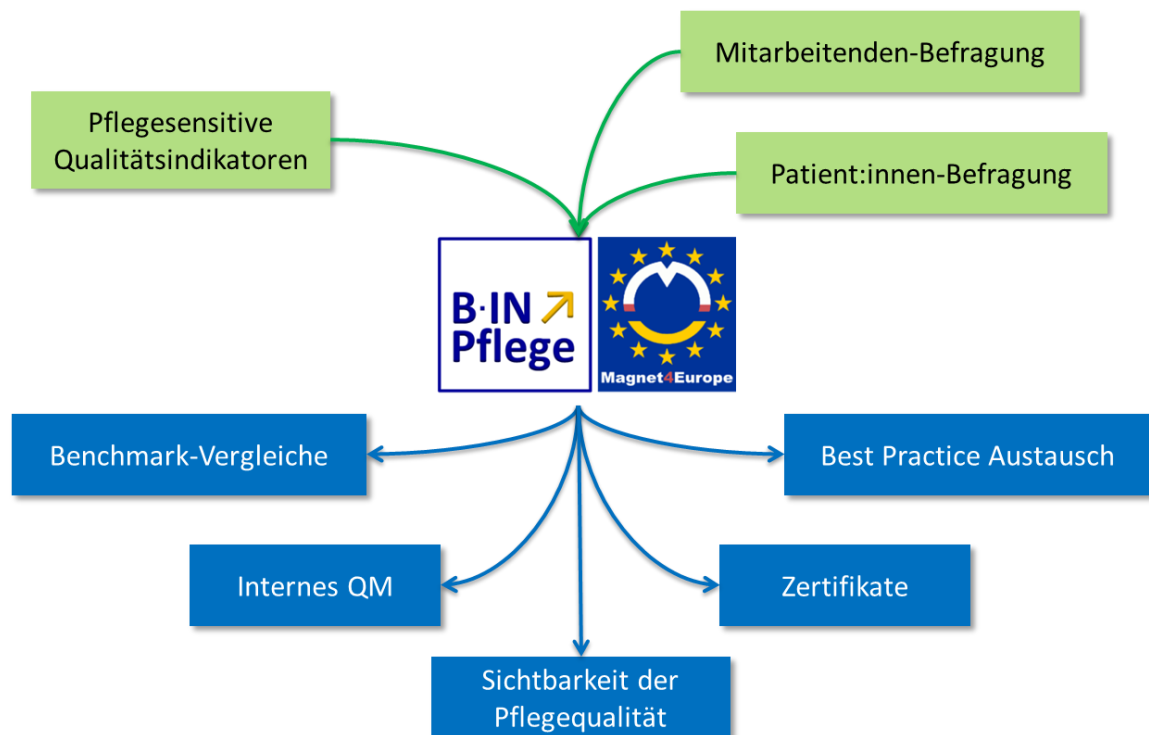 Mitarbeitenden-Befragung
Pflegesensitive
Qualitätsindikatoren
Patient:innen-Befragung
B·IN
Pflege
Magnet4Europe
Benchmark-Vergleiche
Best Practice Austausch
Internes QM
Zertifikate
Sichtbarkeit der
Pflegequalität